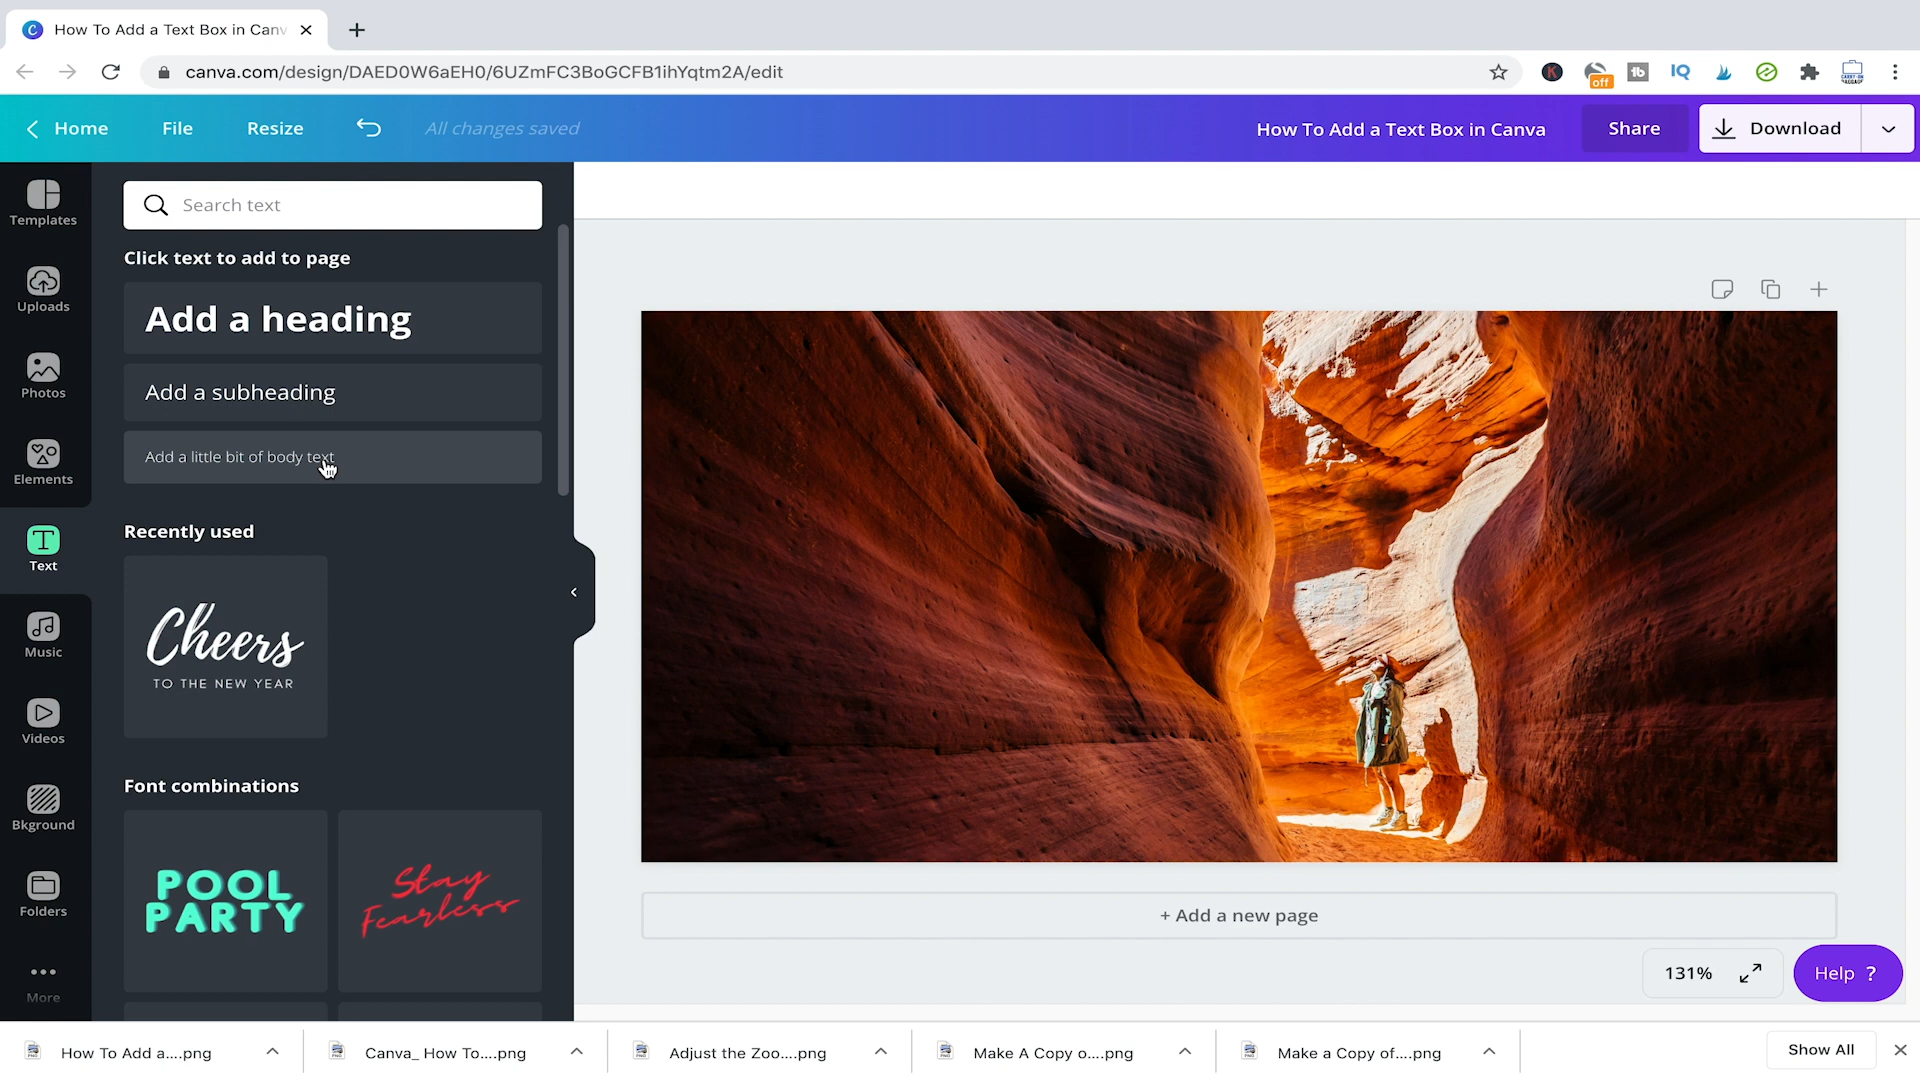 How To Add a Text Box in Canv
canva.com/design/DAED0W6aEH0/6UZmFC3BoGCFB1ihYqtm2A/edit
K
off
tb
IQ
Home
File
Resize
All changes saved
How To Add a Text Box in Canva
Share
Download
Templates
Uploads
Photos
Elements
Text
Music
Videos
Bkground
Folders
More
Search text
Click text to add to page
Add a heading
Add a subheading
Add a little bit of body text
Recently used
Cheers
TO THE NEW YEAR
Font combinations
POOL
PARTY
Stay
Fearless
+ Add a new page
131%
Help ?
How To Add a....png
Canva_ How To....png
Adjust the Zoo....png
Make A Copy o....png
Make a Copy of....png
Show All